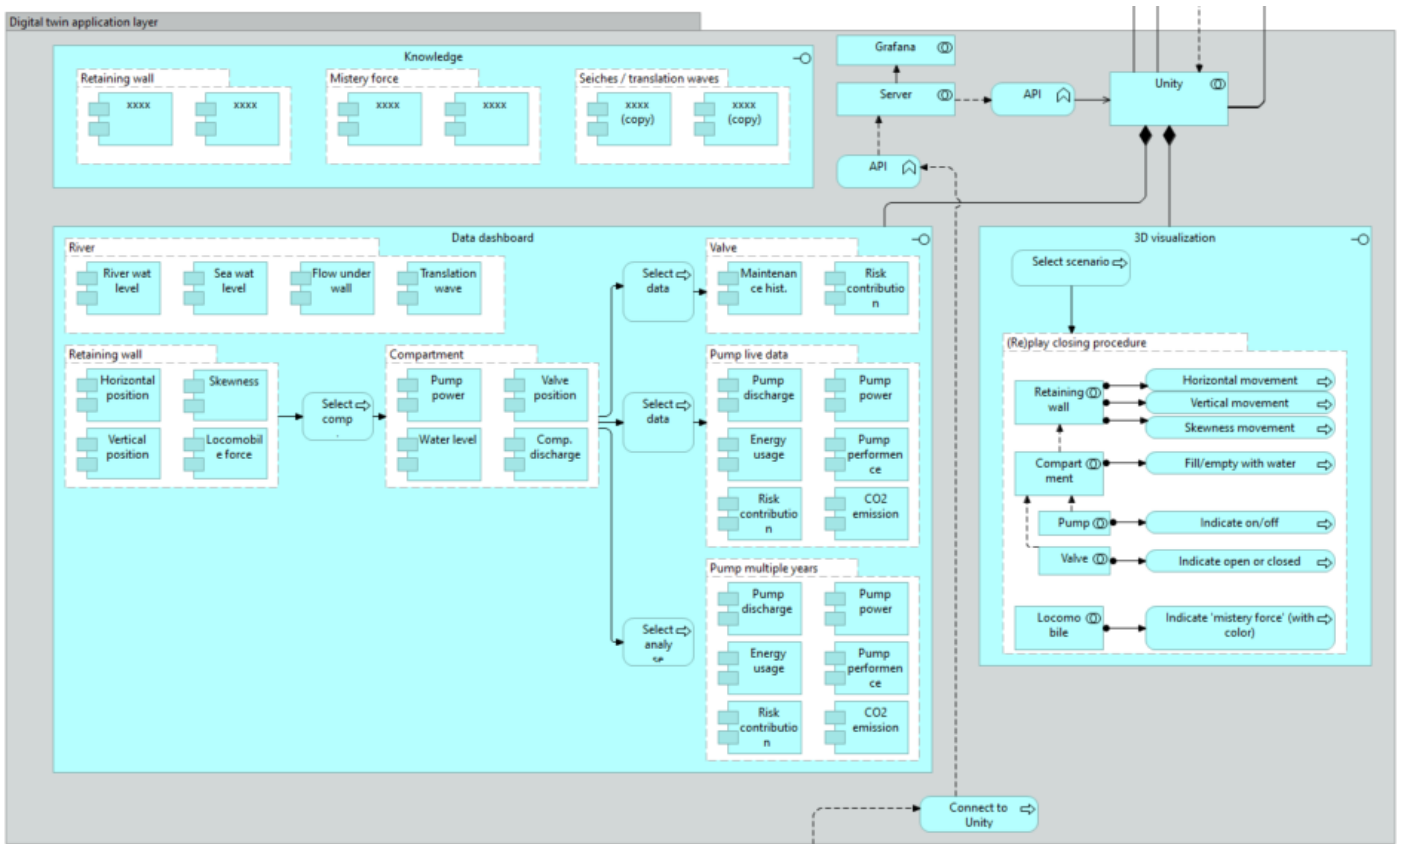 Digital twin application layer
Knowledge
Retaining wall
xxxx
xxxx
Mistery force
xxxx
xxxx
Seiches / translation waves
xxxx
(copy)
xxxx
(copy)
Grafana
Server
API
API
Unity
Data dashboard
River
River wat
level
Sea wat
level
Flow under
wall
Translation
wave
Retaining wall
Horizontal
position
Skewness
Vertical
position
Locomobil
e force
Select
comp
.
Compartment
Pump
power
Valve
position
Water level
Comp.
discharge
Select
data
Select
data
Select
analy
se
Valve
Maintenan
ce hist.
Risk
contributio
n
Pump live data
Pump
discharge
Pump
power
Energy
usage
Pump
performen
ce
Risk
contributio
n
CO2
emission
Pump multiple years
Pump
discharge
Pump
power
Energy
usage
Pump
performen
ce
Risk
contributio
n
CO2
emission
3D visualization
Select scenario
(Re)play closing procedure
Retaining
wall
Horizontal movement
Vertical movement
Skewness movement
Compart
ment
Fill/empty with water
Pump
Indicate on/off
Valve
Indicate open or closed
Locomo
bile
Indicate 'mistery force' (with
color)
Connect to
Unity